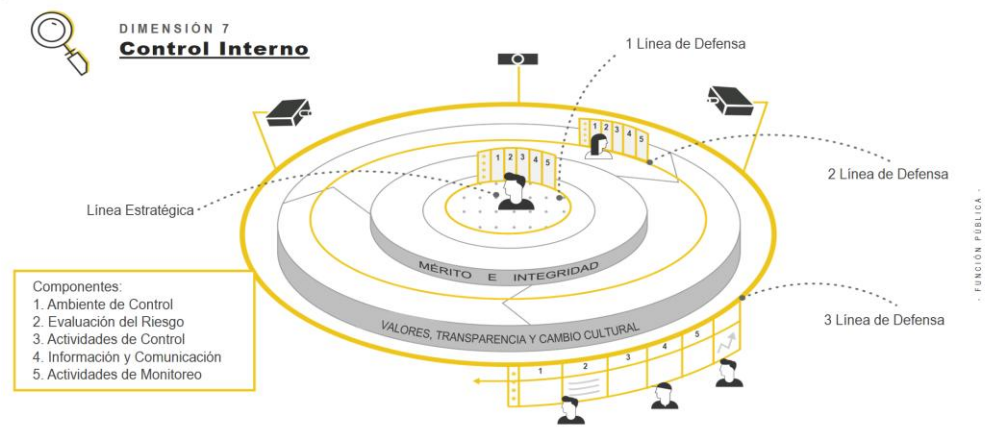 DIMENSIÓN 7
Control Interno
1 Línea de Defensa
1 2 3 4 5
1 2 3 4 5
2 Línea de Defensa
Línea Estratégica
MÉRITO E INTEGRIDAD
VALORES, TRANSPARENCIA Y CAMBIO CULTURAL
3 Línea de Defensa
Componentes:
1. Ambiente de Control
2. Evaluación del Riesgo
3. Actividades de Control
4. Información y Comunicación
5. Actividades de Monitoreo
1 2 3 4 5
- FUNCIÓN PÚBLICA -